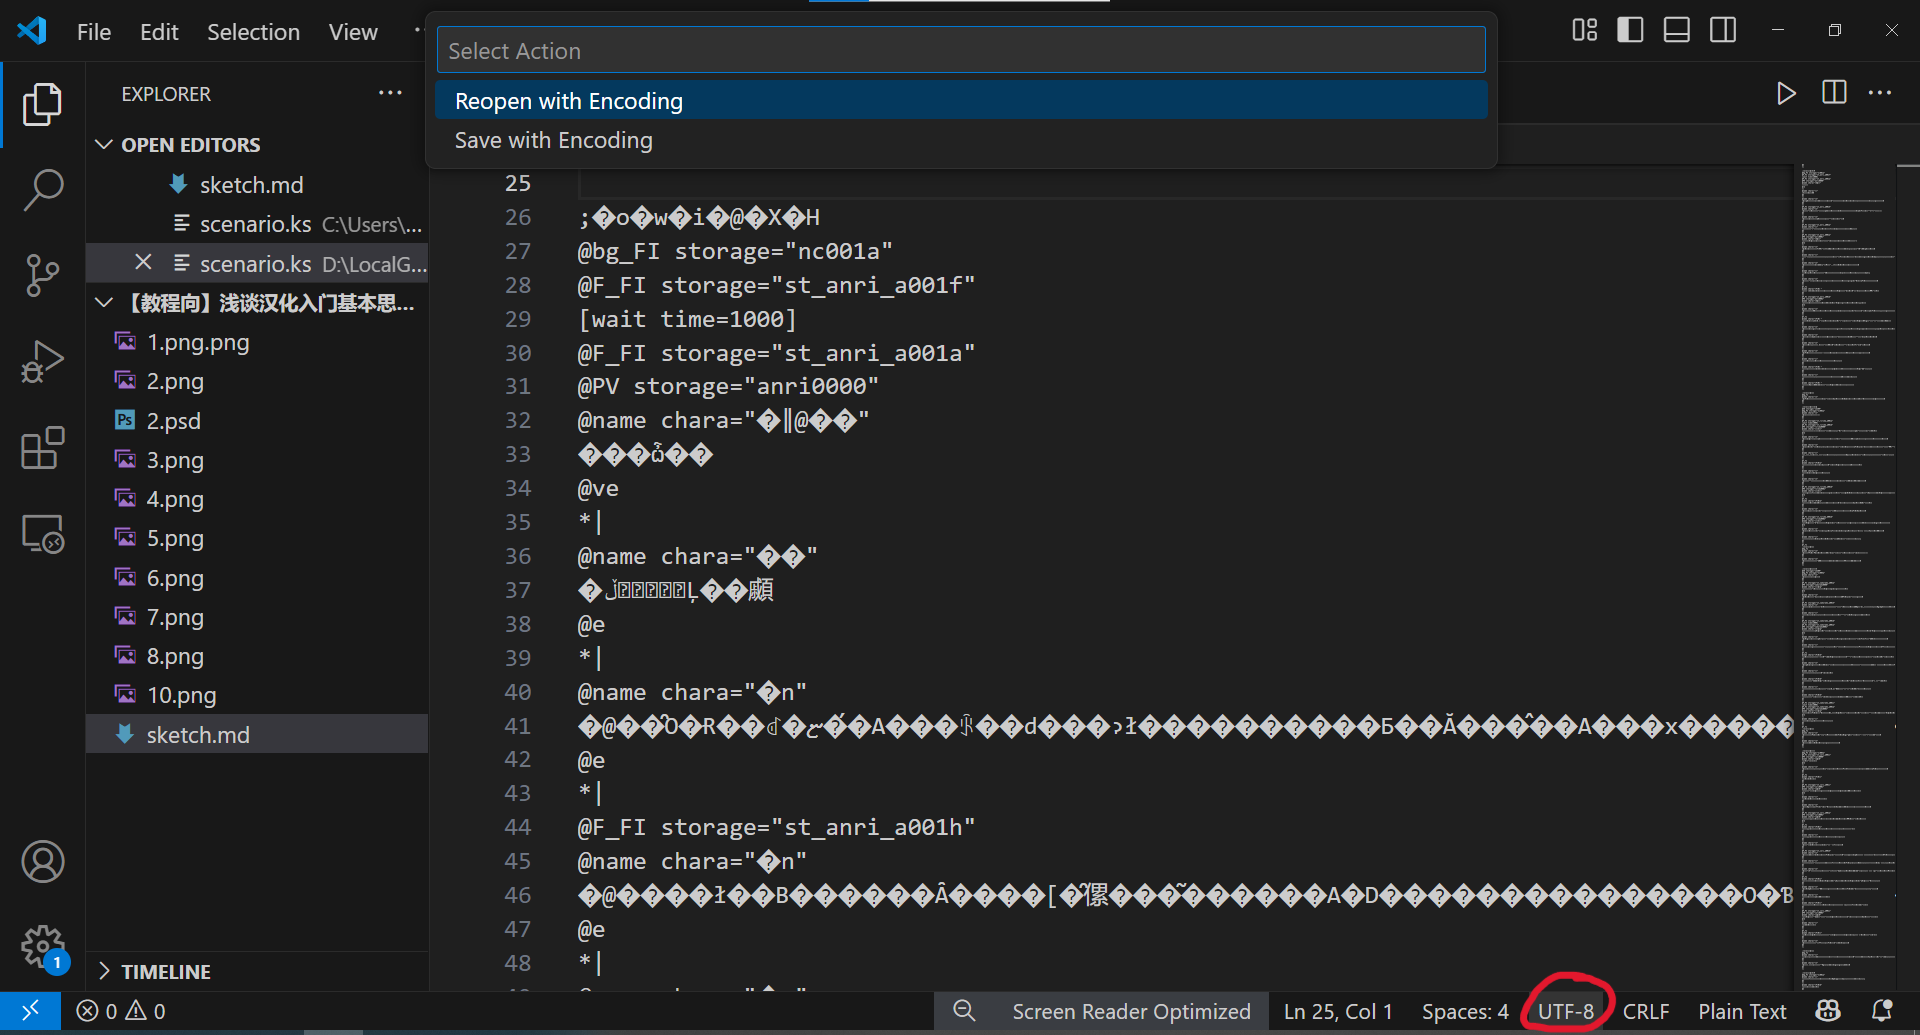 File Edit Selection View ···
Select Action
Reopen with Encoding
Save with Encoding
EXPLORER
OPEN EDITORS
sketch.md
scenario.ks C:\Users\...
scenario.ks D:\LocalG...
【教程向】浅谈汉化入门基本思...
1.png.png
2.png
Ps 2.psd
3.png
4.png
5.png
6.png
7.png
8.png
10.png
sketch.md
TIMELINE
25
26 ;�o�w�i�@�X�H
27 @bg_FI storage="nc001a"
28 @F_FI storage="st_anri_a001f"
29 [wait time=1000]
30 @F_FI storage="st_anri_a001a"
31 @PV storage="anri0000"
32 @name chara="�‖@��"
33
34 @ve
35 *|
36 @name chara="��"
37
38 @e
39 *|
40 @name chara="�n"
41
42 @e
43 *|
44 @F_FI storage="st_anri_a001h"
45 @name chara="�n"
46
47 @e
48 *|
1
0 0
Screen Reader Optimized Ln 25, Col 1 Spaces: 4 UTF-8 CRLF Plain Text